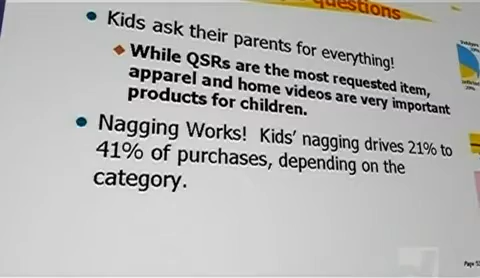 questions
• Kids ask their parents for everything!
While QSRs are the most requested item,
apparel and home videos are very important
products for children.
• Nagging Works! Kids' nagging drives 21% to
41% of purchases, depending on the
category.